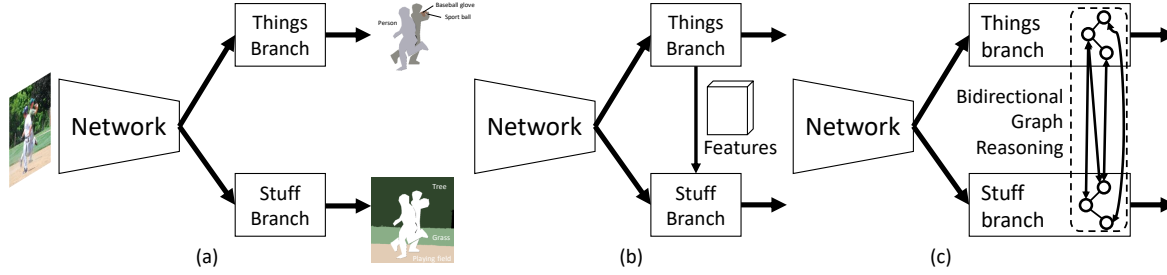 Things
Branch
Person
Baseball glove
Sport ball
Network
Stuff
Branch
Tree
Grass
Playing field
(a)
Things
Branch
Network
Features
Stuff
Branch
(b)
Things
branch
Network
Bidirectional
Graph
Reasoning
Stuff
branch
(c)